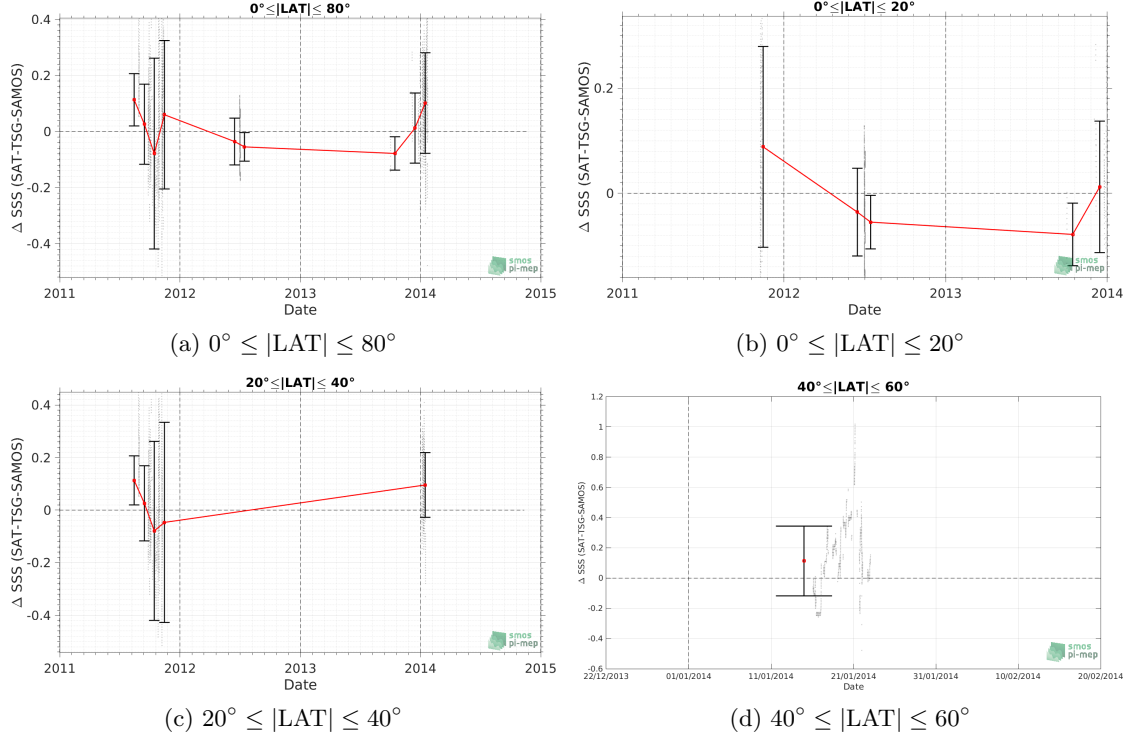 0°≤|LAT|≤ 80°
Δ SSS (SAT-TSG-SAMOS)
0.4
0.2
0
-0.2
-0.4
2011 2012 2013 2014 2015
Date
smos
pi-mep
(a) 0° ≤ |LAT| ≤ 80°
0°≤|LAT|≤ 20°
Δ SSS (SAT-TSG-SAMOS)
0.2
0
2011 2012 2013 2014
Date
smos
pi-mep
(b) 0° ≤ |LAT| ≤ 20°
20°≤|LAT|≤ 40°
Δ SSS (SAT-TSG-SAMOS)
0.4
0.2
0
-0.2
-0.4
2011 2012 2013 2014 2015
Date
smos
pi-mep
(c) 20° ≤ |LAT| ≤ 40°
40°≤|LAT|≤ 60°
Δ SSS (SAT-TSG-SAMOS)
1.2
1
0.8
0.6
0.4
0.2
0
-0.2
-0.4
-0.6
22/12/2013 01/01/2014 11/01/2014 21/01/2014 31/01/2014 10/02/2014 20/02/2014
Date
smos
pi-mep
(d) 40° ≤ |LAT| ≤ 60°